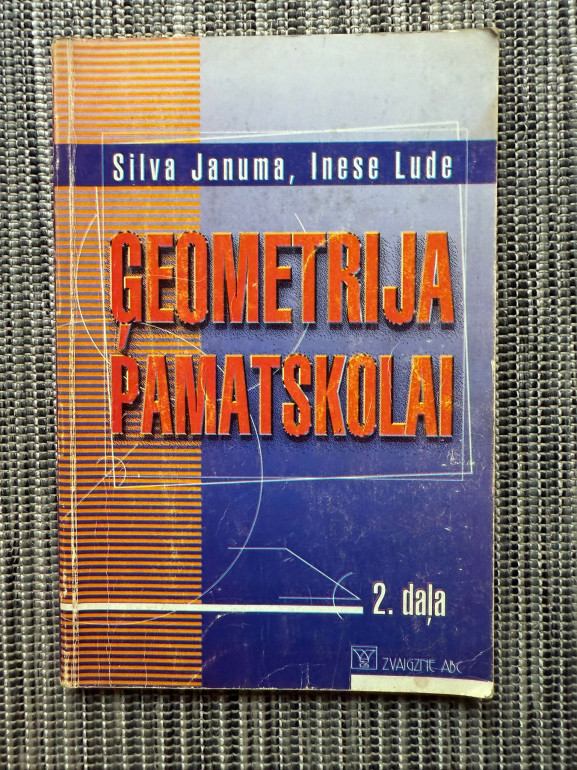 Silva Januma, Inese Lude
ĢEOMETRIJA
PAMATSKOLAI
2. daļa
ZVAIGZNE ABC